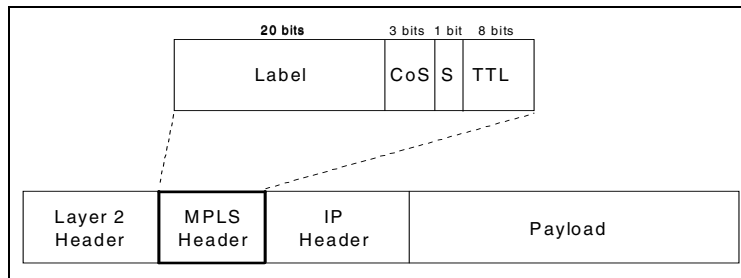 20 bits 3 bits 1 bit 8 bits
Label CoS S TTL
Layer 2 MPLS IP Payload
Header Header Header